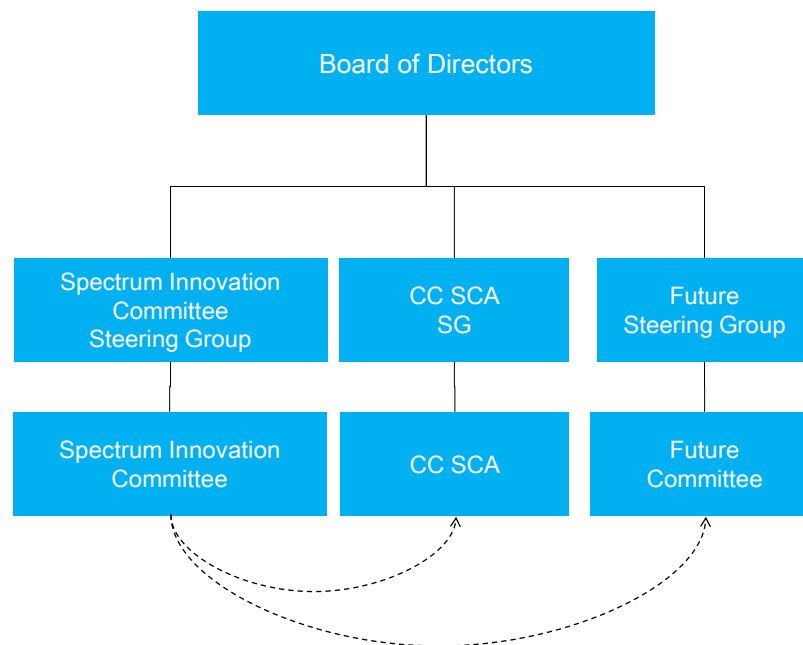 Board of Directors
Spectrum Innovation
Committee
Steering Group
CC SCA
SG
Future
Steering Group
Spectrum Innovation
Committee
CC SCA
Future
Committee